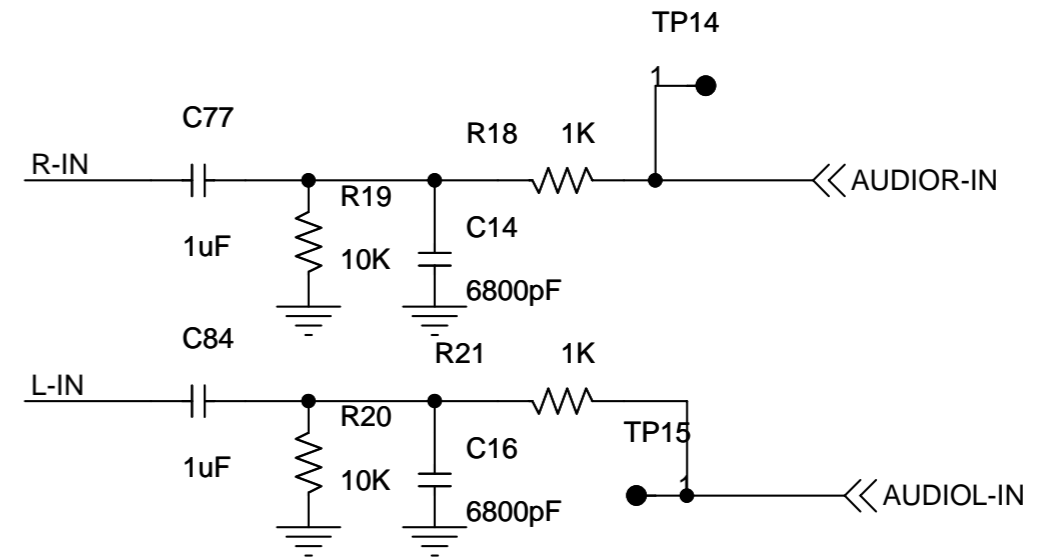 TP14
1
C77
R18 1K
R-IN
AUDIOR-IN
R19
C14
1uF
10K
6800pF
C84
R21 1K
L-IN
R20
TP15
C16
1uF
10K
1
AUDIOL-IN
6800pF